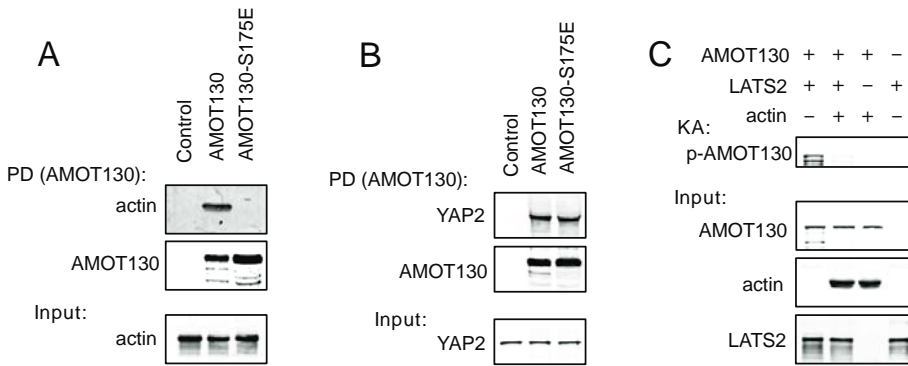 A
Control
AMOT130
AMOT130-S175E
PD (AMOT130):
actin
AMOT130
Input:
actin
B
Control
AMOT130
AMOT130-S175E
PD (AMOT130):
YAP2
AMOT130
Input:
YAP2
C
AMOT130 + + + −
LATS2 + + − +
actin − + + −
KA:
p-AMOT130
Input:
AMOT130
actin
LATS2